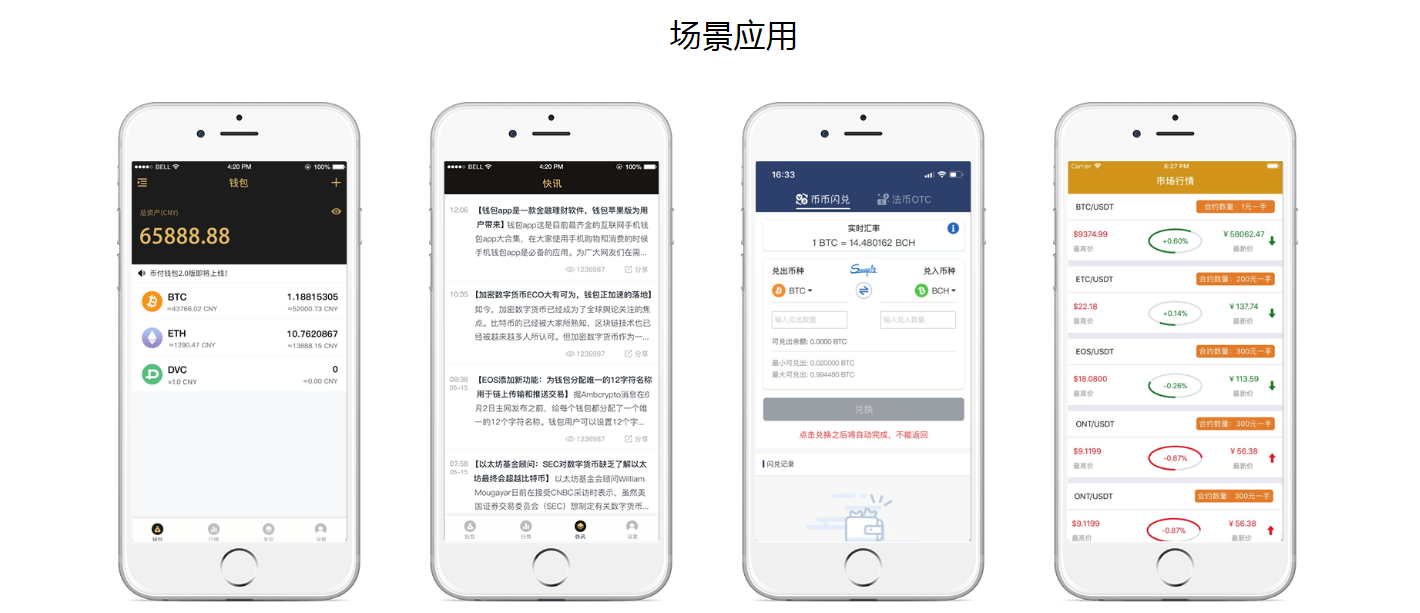 场景应用
BELL 4:20 PM 100%
钱包
总资产(CNY)
65888.88
币付钱包2.0版即将上线!
BTC 1.18815305
≈43766.02 CNY ≈52000.73 CNY
ETH 10.7620867
≈1290.47 CNY ≈13888.15 CNY
DVC 0
≈1.0 CNY ≈0.00 CNY
钱包 行情 资讯 设置
BELL 4:20 PM 100%
快讯
12:06 【钱包app是一款金融理财软件，钱包苹果版为用
户带来】钱包app这是目前最齐全的互联网手机钱
包app大合集，在大家使用手机购物和消费的时候
手机钱包app是必备的应用。为广大网友们在需...
1236987 分享
10:35 【加密数字货币ECO大有可为，钱包正加速的落地】
如今，加密数字货币已经成为了全球舆论关注的焦
点。比特币的已经被大家所熟知，区块链技术也已
经被越来越多人所认可。但加密数字货币作为一...
1236987 分享
09:38 【EOS添加新功能：为钱包分配唯一的12字符名称
05-15 用于链上传输和推送交易】据Ambcrypto消息在6
月2日主网发布之前，给每个钱包都分配了一个唯
一的12个字符名称。钱包用户可以设置12个字...
1236987 分享
07:58 【以太坊基金顾问：SEC对数字货币缺乏了解以太
05-15 坊最终会超越比特币】以太坊基金会顾问William
Mougayar日前在接受CNBC采访时表示，虽然美
国证券交易委员会（SEC）想制定有关数字货币...
钱包 行情 快讯 设置
16:33
币币闪兑 法币OTC
实时汇率
1 BTC = 14.480162 BCH
兑出币种 兑入币种
BTC BCH
输入兑出数量 输入兑入数量
可兑出余额: 0.0000 BTC
最小可兑出: 0.020000 BTC
最大可兑出: 0.994480 BTC
兑换
点击兑换之后将自动完成，不能返回
闪兑记录
Carrier 6:27 PM
市场行情
BTC/USDT 合约数量：1元一手
$9374.99 +0.60% ￥58062.47
最高价 最新价
ETC/USDT 合约数量：200元一手
$22.18 +0.14% ￥137.74
最高价 最新价
EOS/USDT 合约数量：300元一手
$18.0800 -0.26% ￥113.59
最高价 最新价
ONT/USDT 合约数量：300元一手
$9.1199 -0.87% ￥56.38
最高价 最新价
ONT/USDT 合约数量：300元一手
$9.1199 -0.87% ￥56.38
最高价 最新价